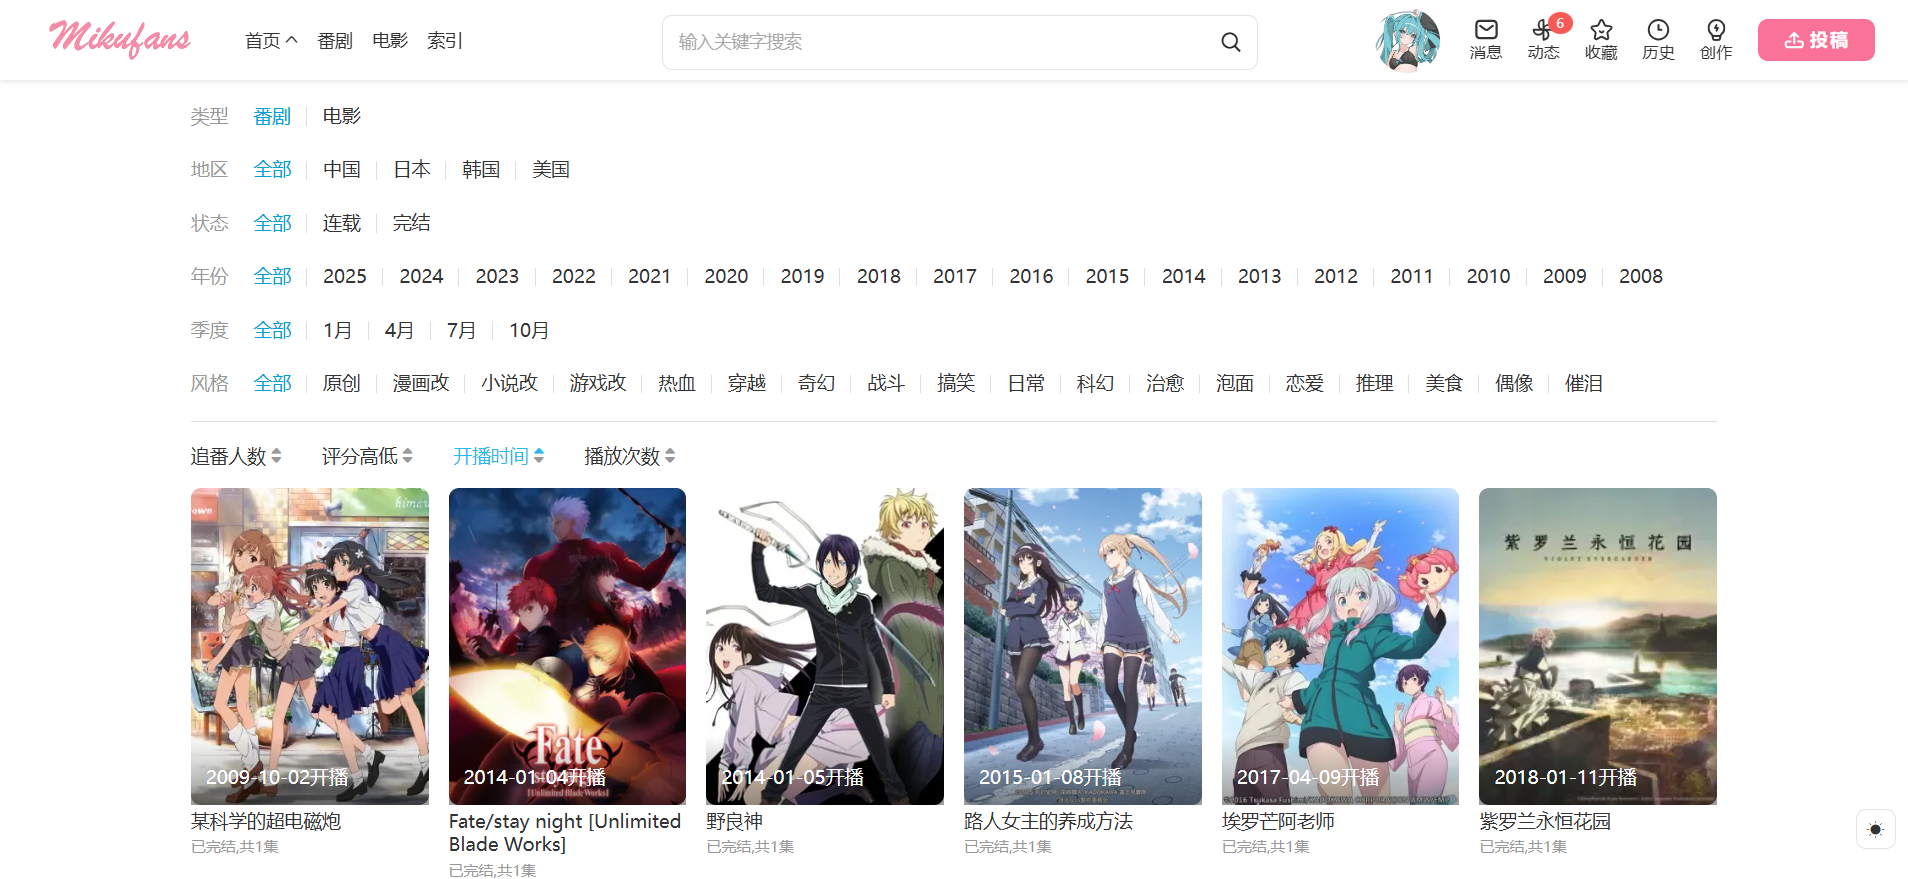 Mikufans 首页 番剧 电影 索引 输入关键字搜索 消息 动态 6 收藏 历史 创作 投稿
类型 番剧 电影
地区 全部 中国 日本 韩国 美国
状态 全部 连载 完结
年份 全部 2025 2024 2023 2022 2021 2020 2019 2018 2017 2016 2015 2014 2013 2012 2011 2010 2009 2008
季度 全部 1月 4月 7月 10月
风格 全部 原创 漫画改 小说改 游戏改 热血 穿越 奇幻 战斗 搞笑 日常 科幻 治愈 泡面 恋爱 推理 美食 偶像 催泪
追番人数 评分高低 开播时间 播放次数
2009-10-02开播
某科学的超电磁炮
已完结,共1集
Fate
[Unlimited Blade Works]
2014-01-04开播
Fate/stay night [Unlimited
Blade Works]
已完结,共1集
2014-01-05开播
野良神
已完结,共1集
2015-01-08开播
路人女主的养成方法
已完结,共1集
2017-04-09开播
埃罗芒阿老师
已完结,共1集
紫罗兰永恒花园
VIOLET EVERGARDEN
2018-01-11开播
紫罗兰永恒花园
已完结,共1集